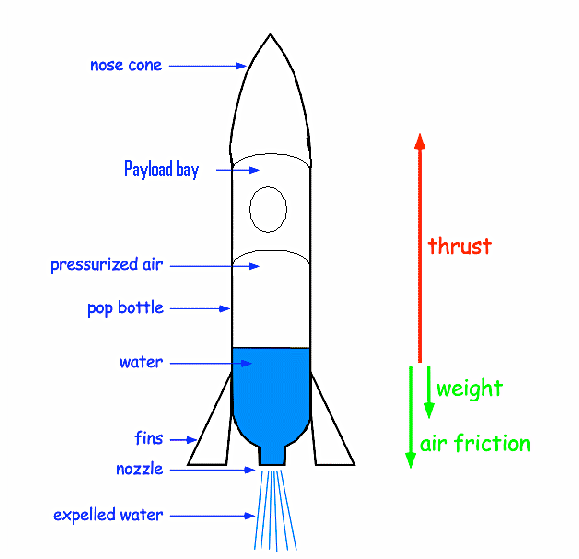 nose cone
Payload bay
thrust
pressurized air
pop bottle
water
weight
fins
air friction
nozzle
expelled water